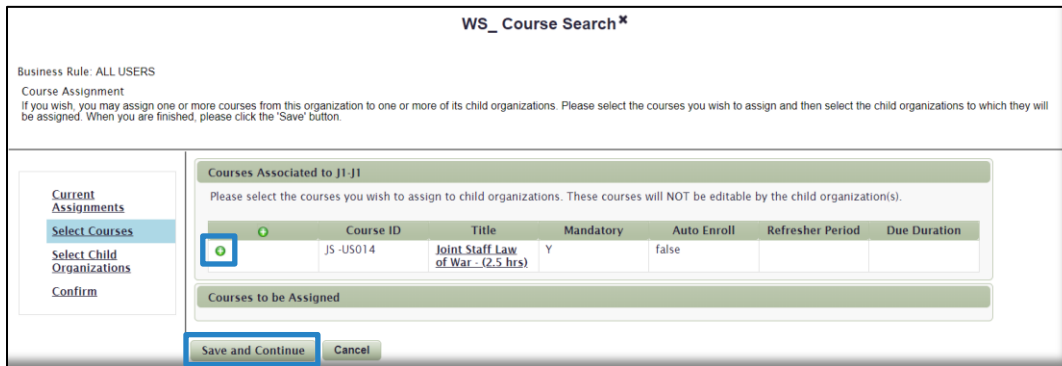 WS_ Course Search✖
Business Rule: ALL USERS
Course Assignment
If you wish, you may assign one or more courses from this organization to one or more of its child organizations. Please select the courses you wish to assign and then select the child organizations to which they will
be assigned. When you are finished, please click the 'Save' button.
Current
Assignments
Select Courses
Select Child
Organizations
Confirm
Courses Associated to J1-J1
Please select the courses you wish to assign to child organizations. These courses will NOT be editable by the child organization(s).
Course ID Title Mandatory Auto Enroll Refresher Period Due Duration
JS -US014 Joint Staff Law Y false
of War - (2.5 hrs)
Courses to be Assigned
Save and Continue Cancel